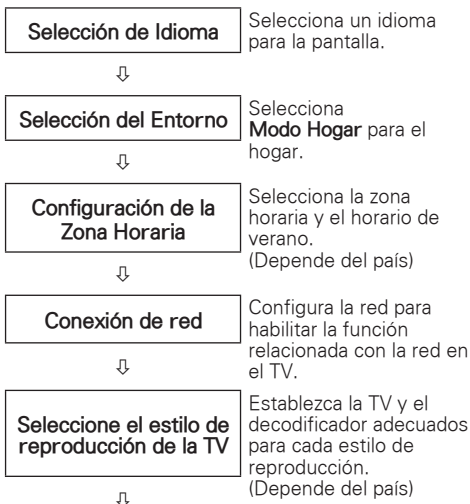 Selección de Idioma
Selecciona un idioma
para la pantalla.
⇩
Selección del Entorno
Selecciona
Modo Hogar para el
hogar.
⇩
Configuración de la
Zona Horaria
Selecciona la zona
horaria y el horario de
verano.
(Depende del país)
⇩
Conexión de red
Configura la red para
habilitar la función
relacionada con la red en
el TV.
⇩
Seleccione el estilo de
reproducción de la TV
Establezca la TV y el
decodificador adecuados
para cada estilo de
reproducción.
(Depende del país)
⇩